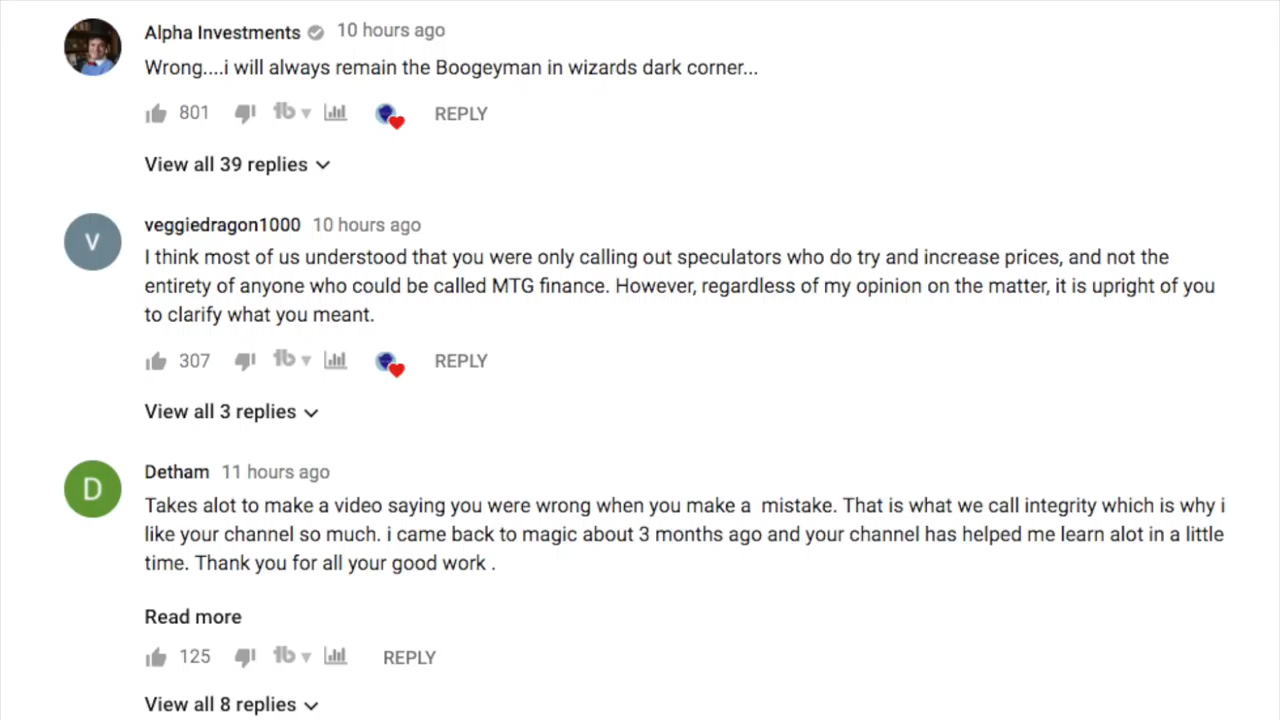 Alpha Investments 10 hours ago
Wrong....i will always remain the Boogeyman in wizards dark corner...
801 tb REPLY
View all 39 replies
V
veggiedragon1000 10 hours ago
I think most of us understood that you were only calling out speculators who do try and increase prices, and not the
entirety of anyone who could be called MTG finance. However, regardless of my opinion on the matter, it is upright of you
to clarify what you meant.
307 tb REPLY
View all 3 replies
D
Detham 11 hours ago
Takes alot to make a video saying you were wrong when you make a  mistake. That is what we call integrity which is why i
like your channel so much. i came back to magic about 3 months ago and your channel has helped me learn alot in a little
time. Thank you for all your good work .
Read more
125 tb REPLY
View all 8 replies